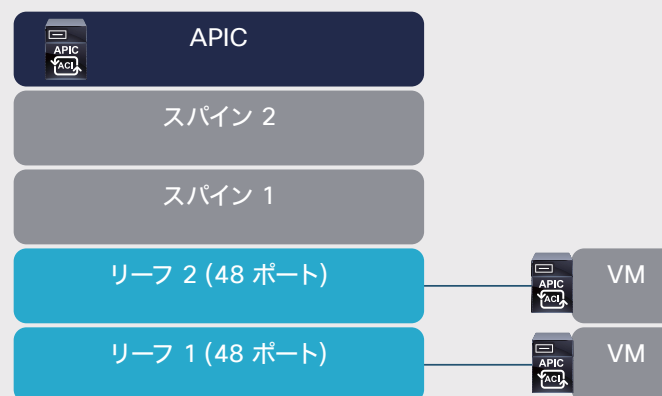 APIC
APIC
ACI
スパイン 2
スパイン 1
リーフ 2 (48 ポート)
APIC
ACI
VM
リーフ 1 (48 ポート)
APIC
ACI
VM